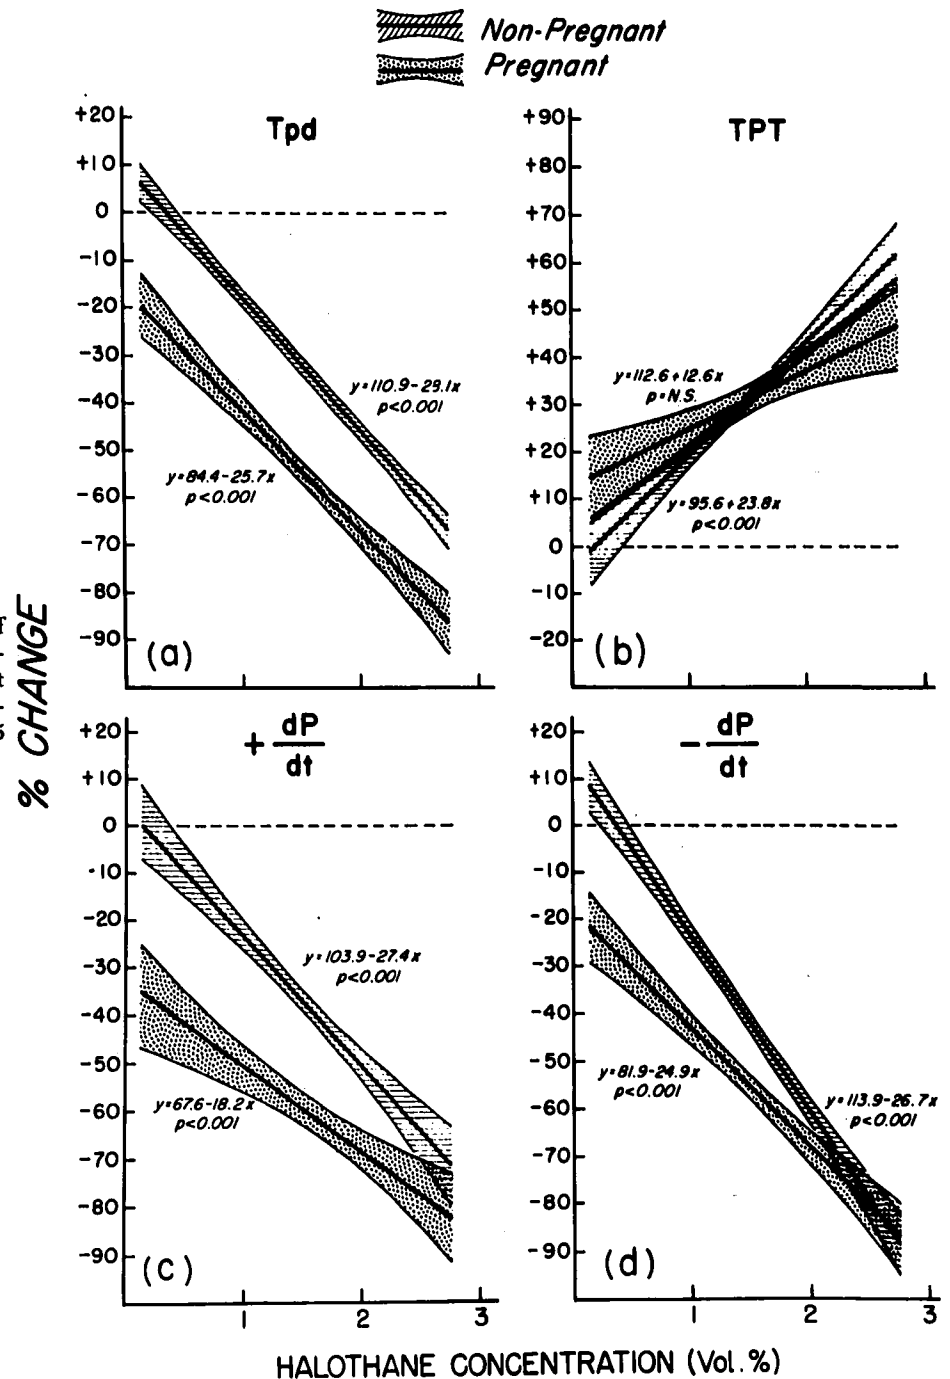 Non-Pregnant
Pregnant
Tpd
+20
+10
0
-10
-20
-30
-40
-50
-60
-70
-80
-90
y=110.9-29.1x
p<0.001
y=84.4-25.7x
p<0.001
(a)
TPT
+90
+80
+70
+60
+50
+40
+30
+20
+10
0
-10
-20
y=112.6+12.6x
p=N.S.
y=95.6+23.8x
p<0.001
(b)
% CHANGE
+ dP
dt
+20
+10
0
-10
-20
-30
-40
-50
-60
-70
-80
-90
y=103.9-27.4x
p<0.001
y=67.6-18.2x
p<0.001
(c)
1
2
3
- dP
dt
+20
+10
0
-10
-20
-30
-40
-50
-60
-70
-80
-90
y=81.9-24.9x
p<0.001
y=113.9-26.7x
p<0.001
(d)
1
2
3
HALOTHANE CONCENTRATION (Vol.%)